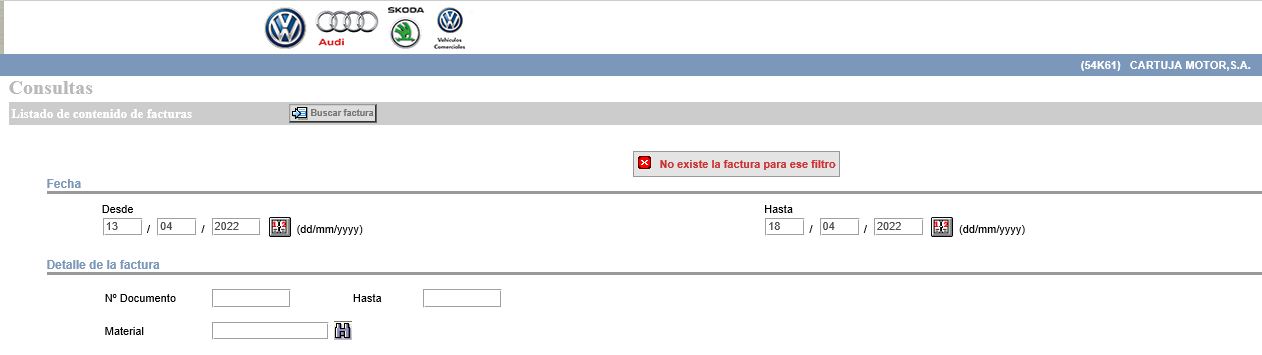 SKODA
Audi
Vehículos
Comerciales
(54K61) CARTUJA MOTOR,S.A.
Consultas
Listado de contenido de facturas
Buscar factura
No existe la factura para ese filtro
Fecha
Desde
Hasta
13 / 04 / 2022 (dd/mm/yyyy)
18 / 04 / 2022 (dd/mm/yyyy)
Detalle de la factura
Nº Documento
Hasta
Material